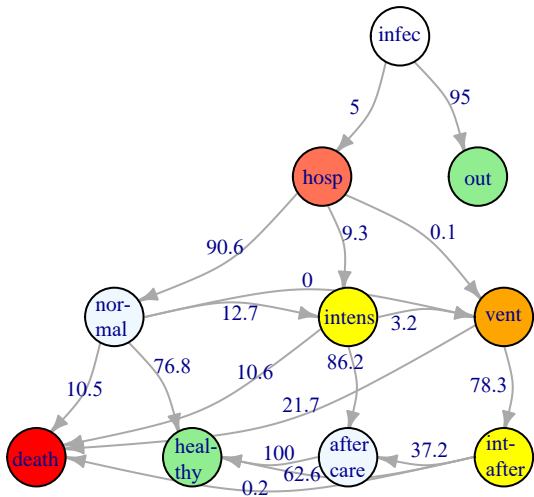 infec
5
95
hosp
out
90.6
9.3
0.1
0
nor-
mal
12.7
intens
3.2
vent
10.5
76.8
10.6
86.2
21.7
78.3
death
heal-
thy
100
62.6
after
care
37.2
int-
after
0.2